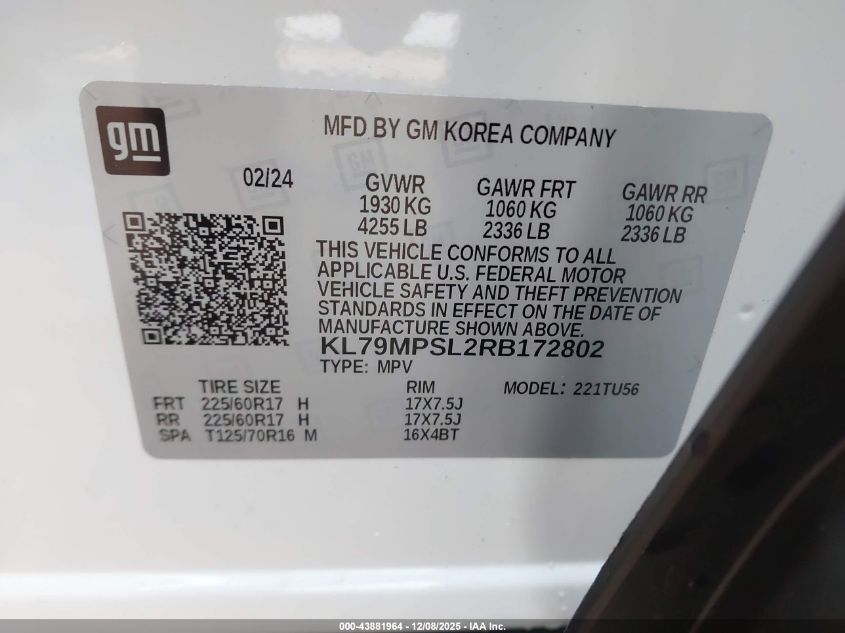 gm
MFD BY GM KOREA COMPANY
02/24
GVWR
1930 KG
4255 LB
GAWR FRT
1060 KG
2336 LB
GAWR RR
1060 KG
2336 LB
THIS VEHICLE CONFORMS TO ALL
APPLICABLE U.S. FEDERAL MOTOR
VEHICLE SAFETY AND THEFT PREVENTION
STANDARDS IN EFFECT ON THE DATE OF
MANUFACTURE SHOWN ABOVE.
KL79MPSL2RB172802
TYPE: MPV
TIRE SIZE RIM MODEL: 221TU56
FRT 225/60R17 H 17X7.5J
RR 225/60R17 H 17X7.5J
SPA T125/70R16 M 16X4BT
000-43881964 - 12/08/2025 - IAA Inc.